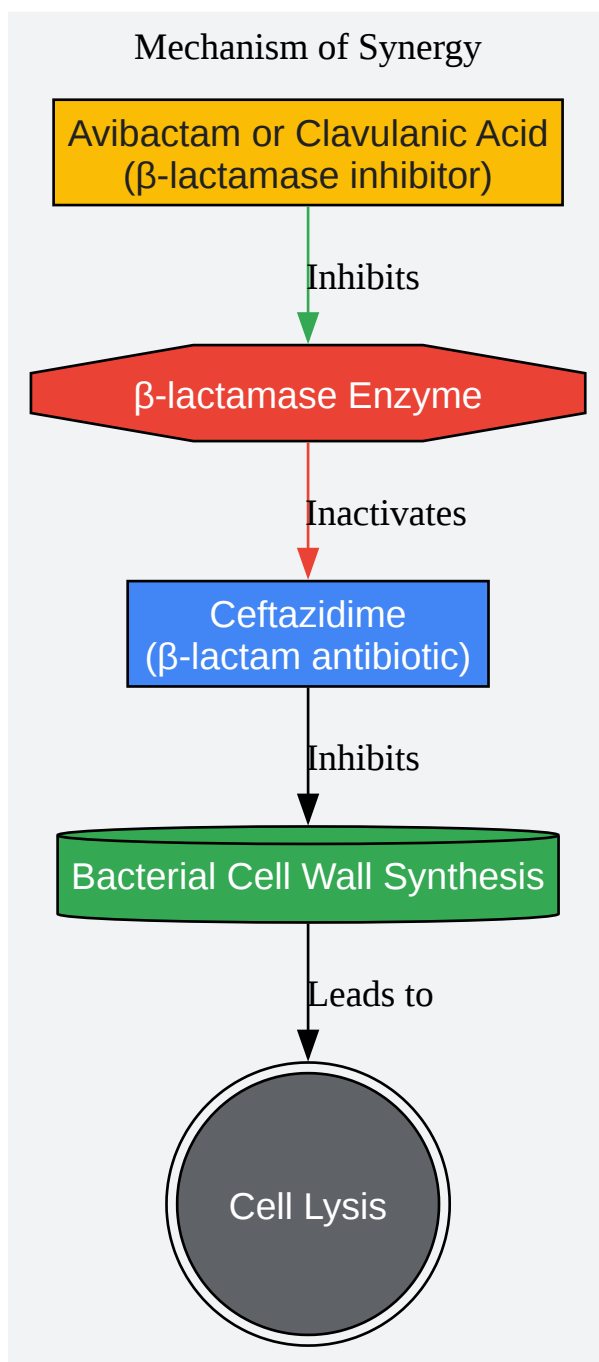 Mechanism of Synergy
Avibactam or Clavulanic Acid
(β-lactamase inhibitor)
Inhibits
β-lactamase Enzyme
Inactivates
Ceftazidime
(β-lactam antibiotic)
Inhibits
Bacterial Cell Wall Synthesis
Leads to
Cell Lysis